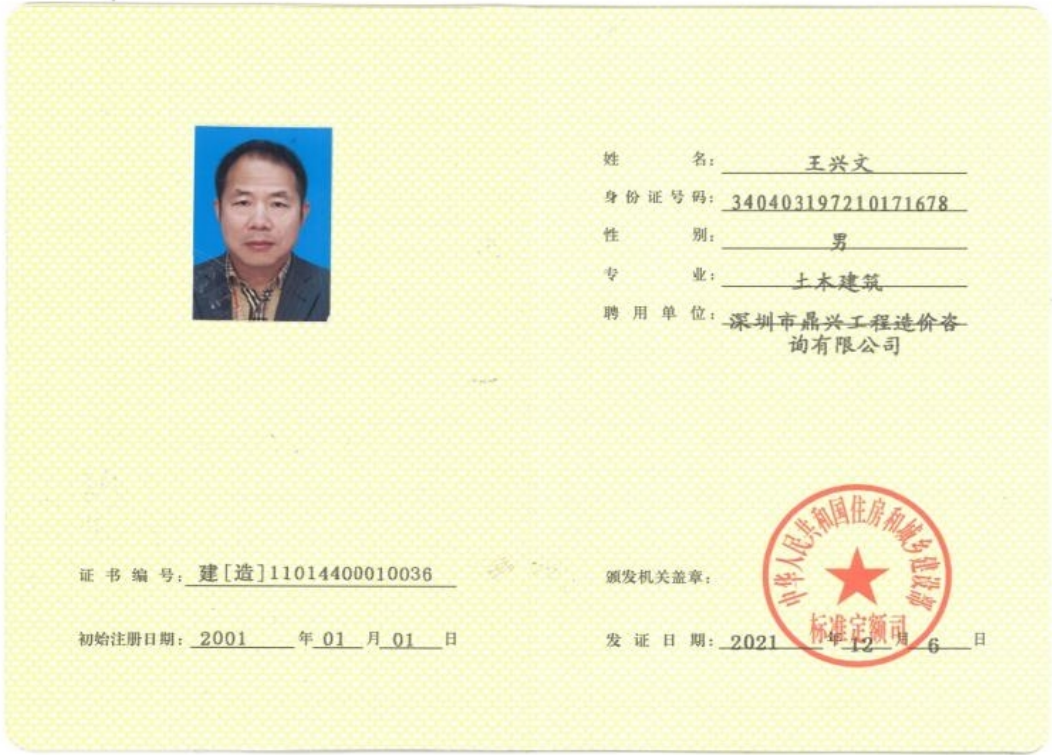 姓 名: 王兴文
身份证号码: 340403197210171678
性 别: 男
专 业: 土木建筑
聘用单位: 深圳市鼎兴工程造价咨
询有限公司
证书编号: 建[造]11014400010036
初始注册日期: 2001 年 01 月 01 日
颁发机关盖章:
中华人民共和国住房和城乡建设部
标准定额司
发证日期: 2021 年 12 月 6 日